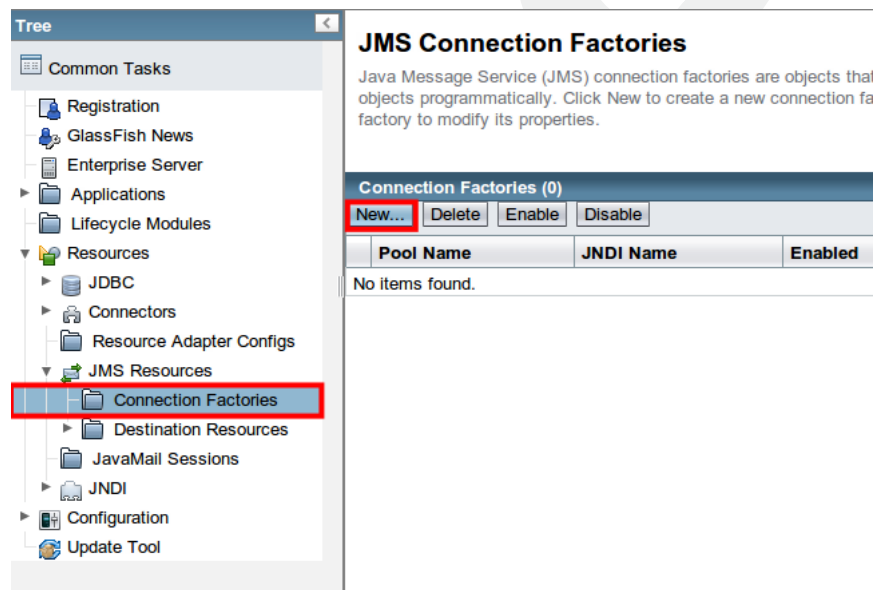 Tree
Common Tasks
Registration
GlassFish News
Enterprise Server
Applications
Lifecycle Modules
Resources
JDBC
Connectors
Resource Adapter Configs
JMS Resources
Connection Factories
Destination Resources
JavaMail Sessions
JNDI
Configuration
Update Tool
JMS Connection Factories
Java Message Service (JMS) connection factories are objects that
objects programmatically. Click New to create a new connection fa
factory to modify its properties.
Connection Factories (0)
New... Delete Enable Disable
Pool Name JNDI Name Enabled
No items found.